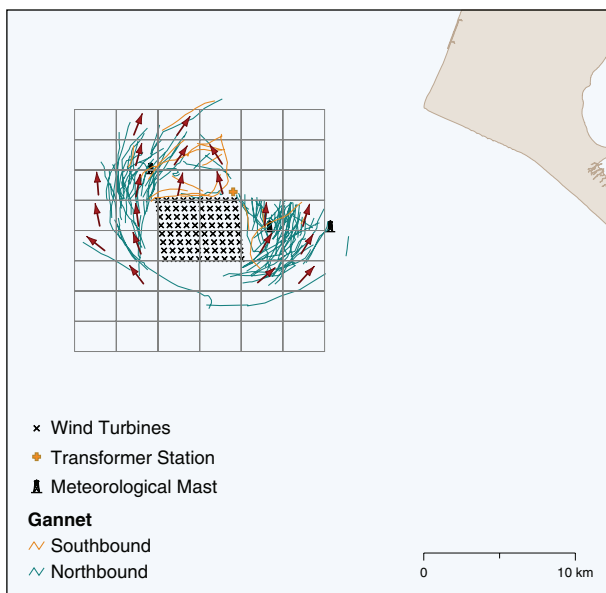 Wind Turbines
Transformer Station
Meteorological Mast
Gannet
Southbound
Northbound
0 10 km